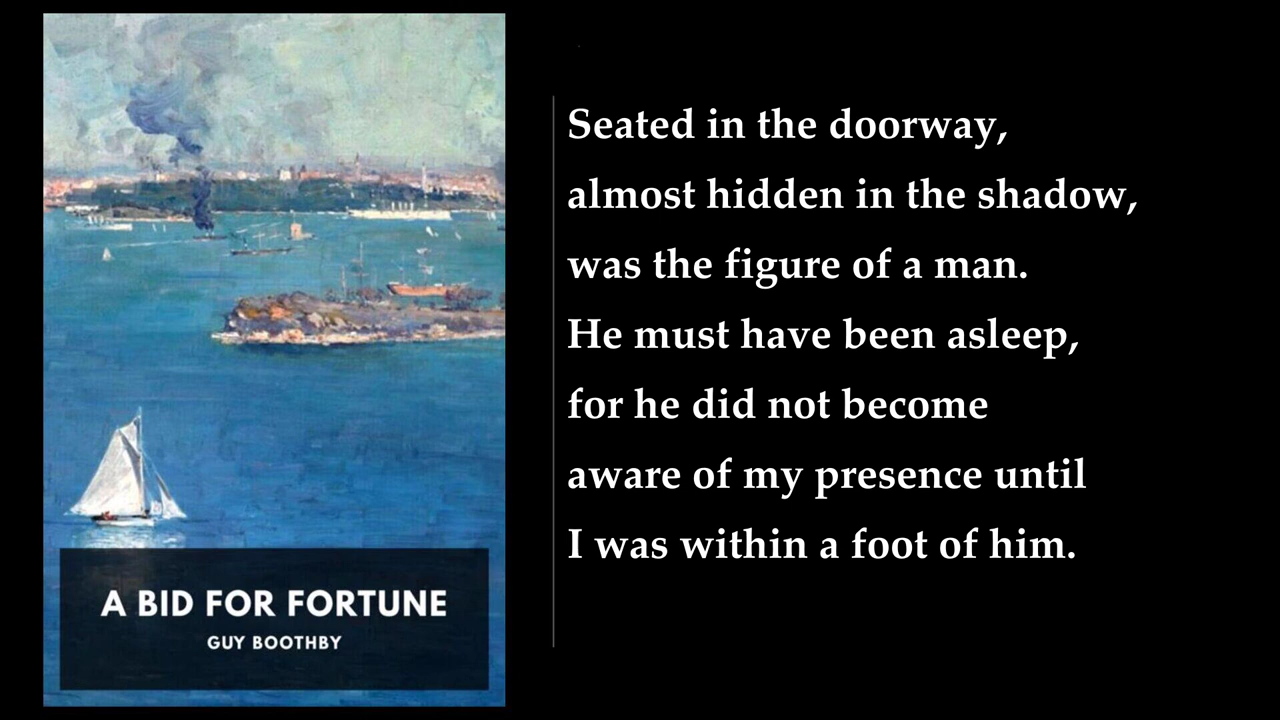 A BID FOR FORTUNE
GUY BOOTHBY
Seated in the doorway,
almost hidden in the shadow,
was the figure of a man.
He must have been asleep,
for he did not become
aware of my presence until
I was within a foot of him.